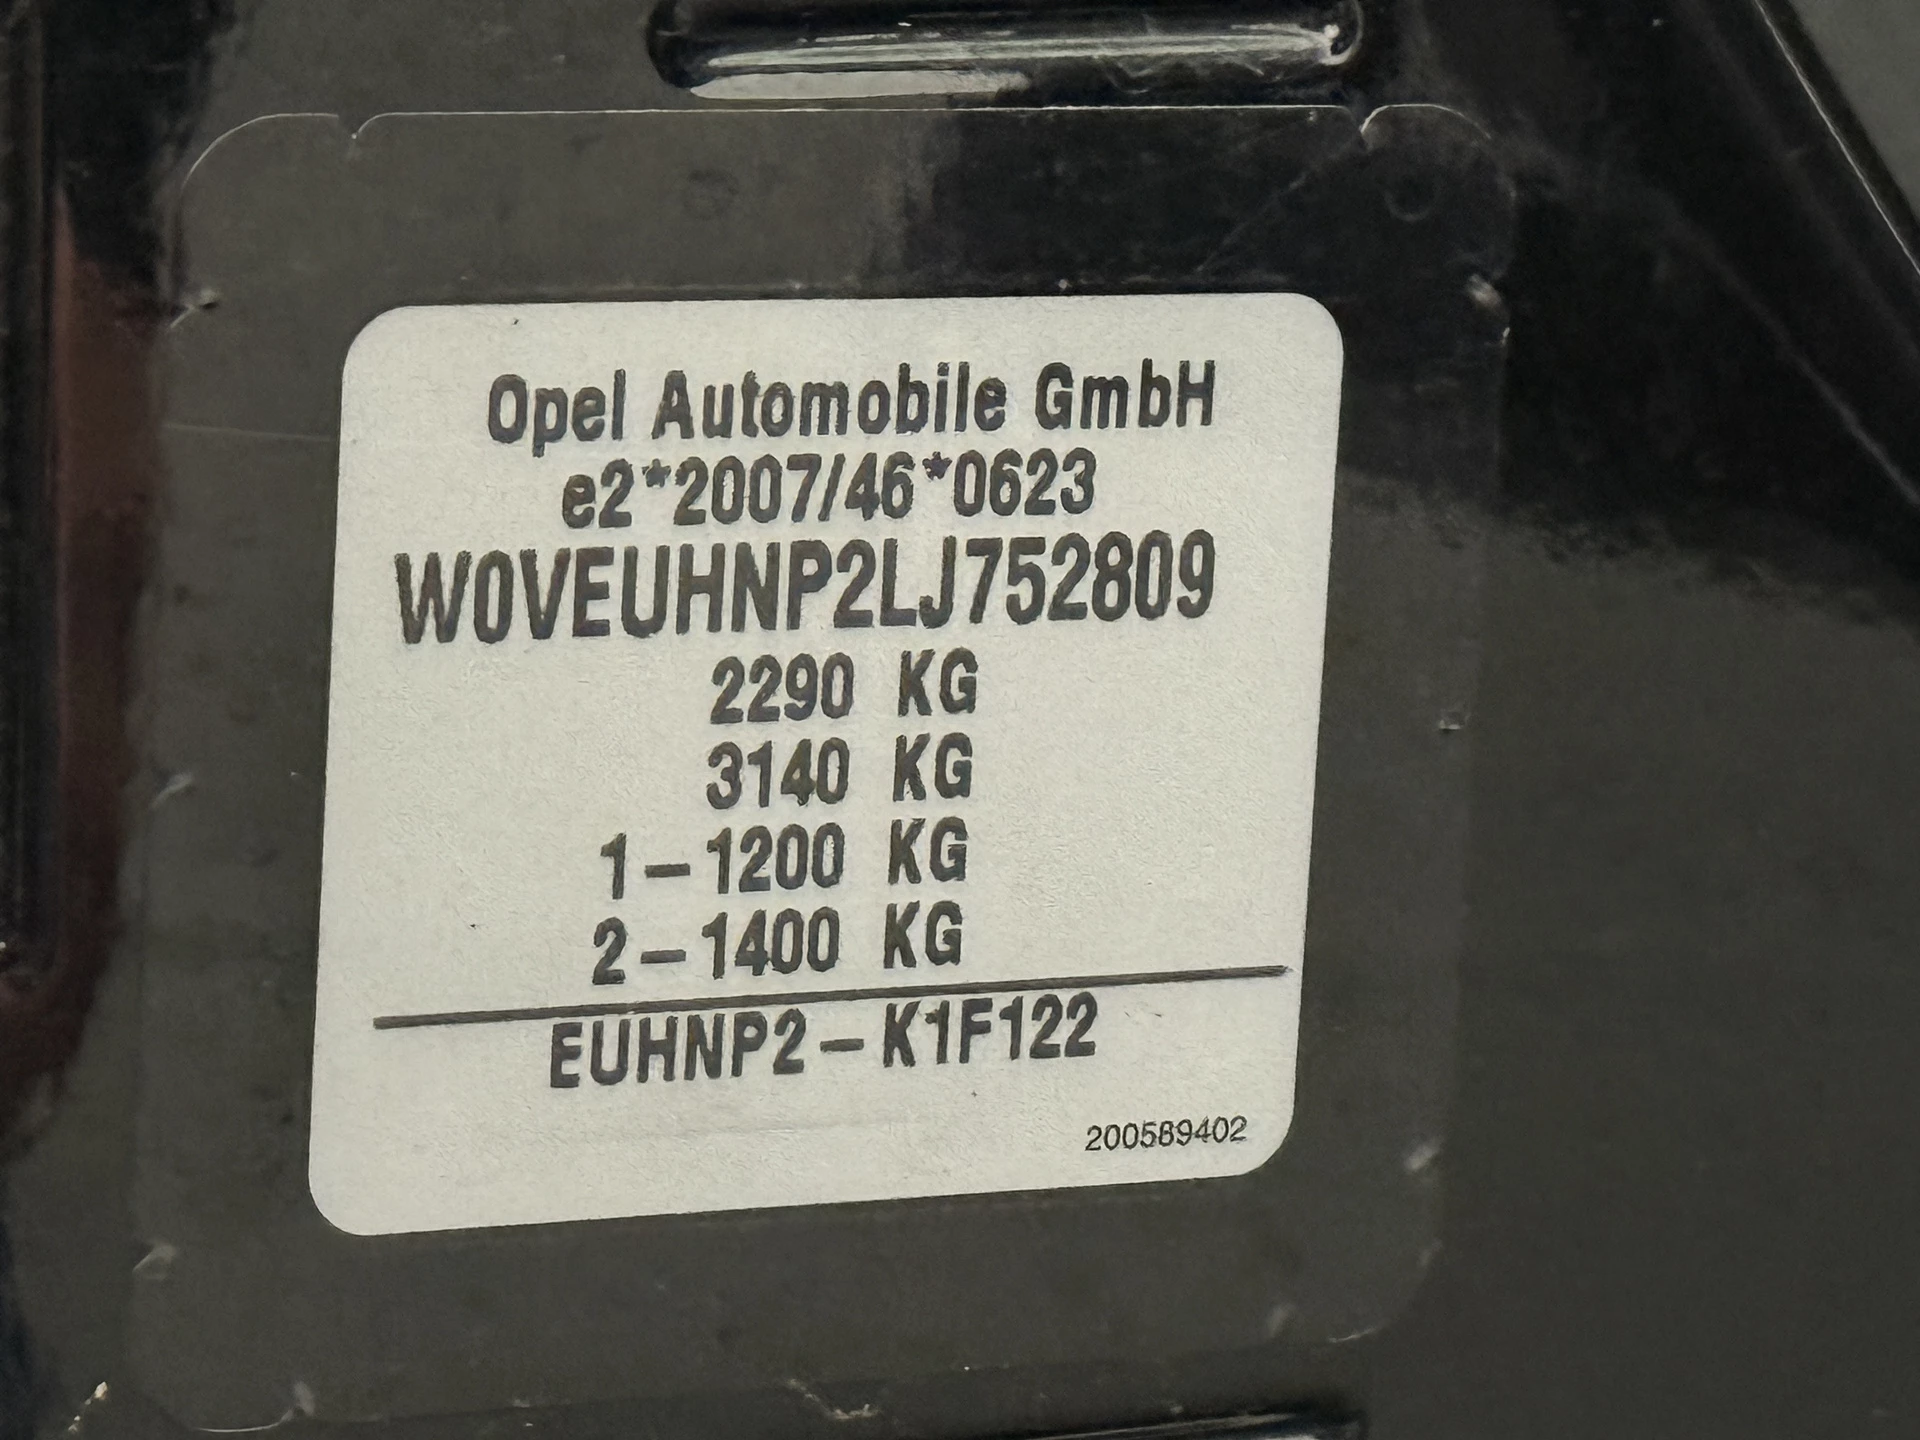 Opel Automobile GmbH
e2*2007/46*0623
W0VEUHNP2LJ752809
2290 KG
3140 KG
1-1200 KG
2-1400 KG
EUHNP2-K1F122
200589402